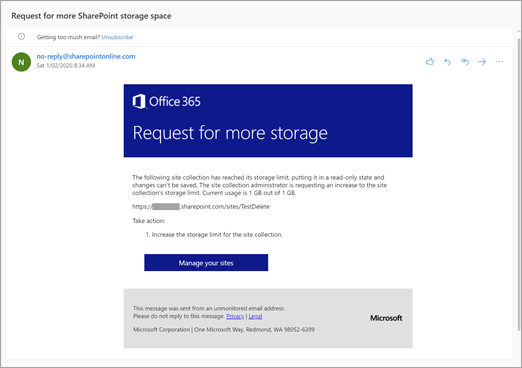 Request for more SharePoint storage space
Getting too much email? Unsubscribe
N
no-reply@sharepointonline.com
Sat 1/02/2020 8:34 AM
Office 365
Request for more storage
The following site collection has reached its storage limit, putting it in a read-only state and
changes can't be saved. The site collection administrator is requesting an increase to the site
collection's storage limit. Current usage is 1 GB out of 1 GB.
https:// .sharepoint.com/sites/TestDelete
Take action:
1. Increase the storage limit for the site collection.
Manage your sites
This message was sent from an unmonitored email address.
Please do not reply to this message. Privacy | Legal
Microsoft Corporation | One Microsoft Way, Redmond, WA 98052-6399
Microsoft